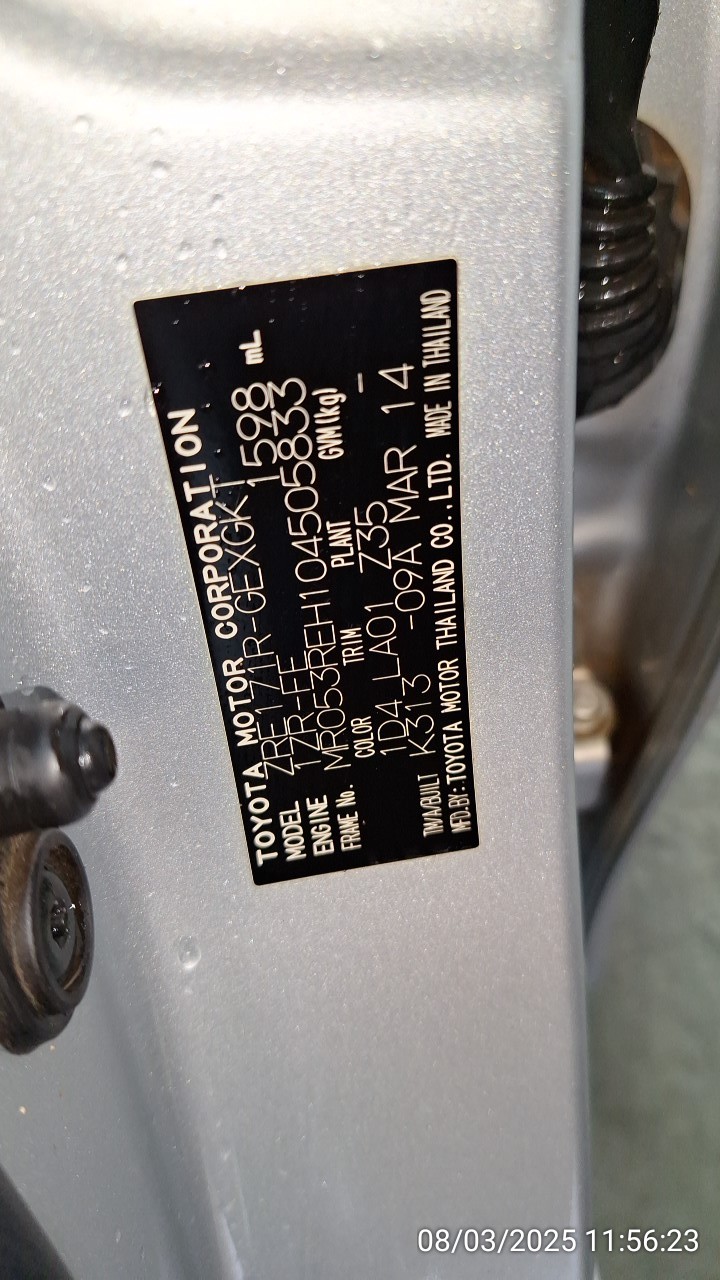 TOYOTA MOTOR CORPORATION
MODEL ZRE171R-GEXGKT
ENGINE 1ZR-FE 1598 mL
FRAME No. MR053REH104505833
COLOR TRIM PLANT GVM(kg)
1D4 LA01 Z35 -
TM/A/BUILT K313 -09A MAR 14
MFD.BY:TOYOTA MOTOR THAILAND CO.,LTD. MADE IN THAILAND
08/03/2025 11:56:23